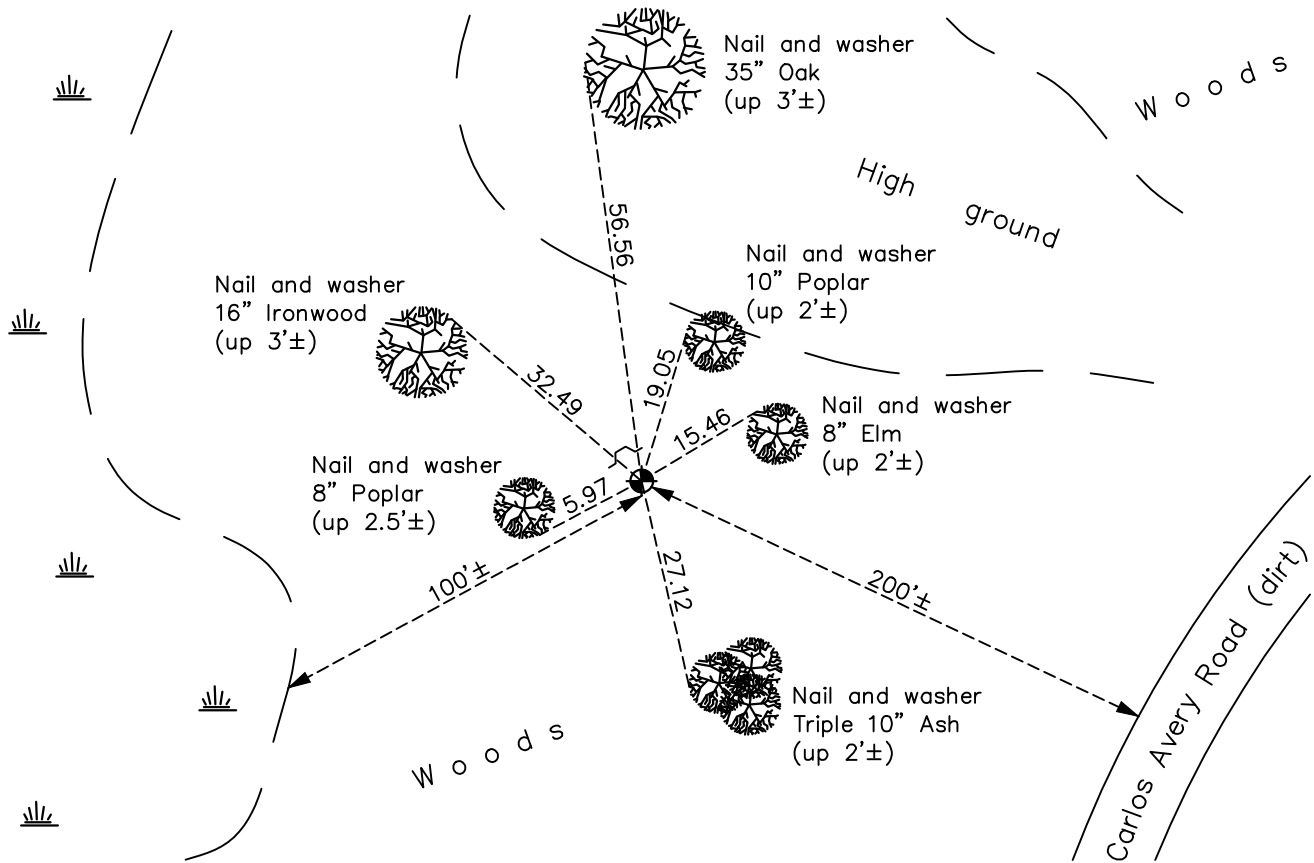 Nail and washer
35" Oak
(up 3'±)
Woods
High ground
56.56
Nail and washer
10" Poplar
(up 2'±)
Nail and washer
16" Ironwood
(up 3'±)
32.49
19.05
15.46
Nail and washer
8" Elm
(up 2'±)
Nail and washer
8" Poplar
(up 2.5'±)
5.97
100'±
27.12
200'±
Carlos Avery Road (dirt)
Nail and washer
Triple 10" Ash
(up 2'±)
Woods